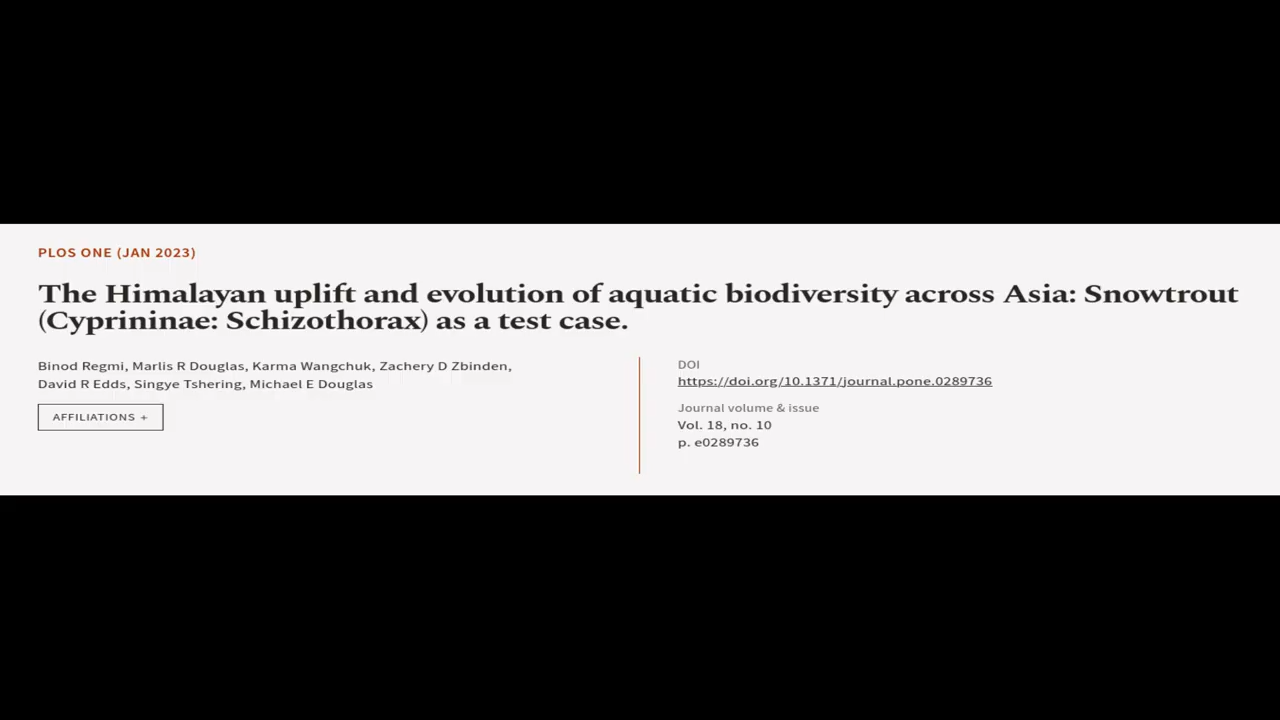 PLOS ONE (JAN 2023)
The Himalayan uplift and evolution of aquatic biodiversity across Asia: Snowtrout
(Cyprininae: Schizothorax) as a test case.
Binod Regmi, Marlis R Douglas, Karma Wangchuk, Zachery D Zbinden,
David R Edds, Singye Tshering, Michael E Douglas
AFFILIATIONS +
DOI
https://doi.org/10.1371/journal.pone.0289736
Journal volume & issue
Vol. 18, no. 10
p. e0289736